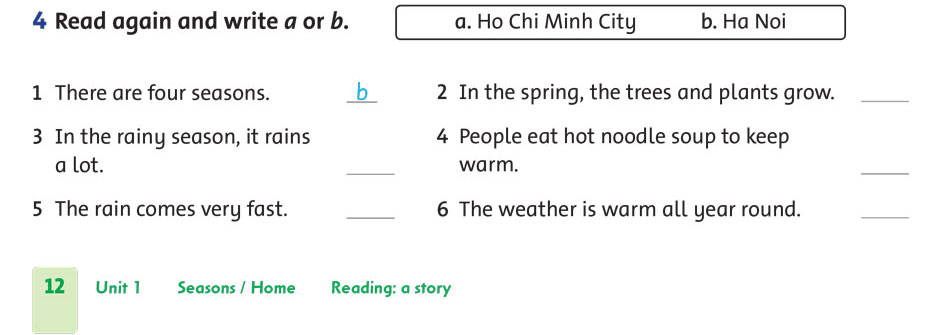 4 Read again and write a or b. a. Ho Chi Minh City b. Ha Noi
1 There are four seasons. b 2 In the spring, the trees and plants grow. ____
3 In the rainy season, it rains a lot. ____
4 People eat hot noodle soup to keep warm. ____
5 The rain comes very fast. ____ 6 The weather is warm all year round. ____
12 Unit 1 Seasons / Home Reading: a story